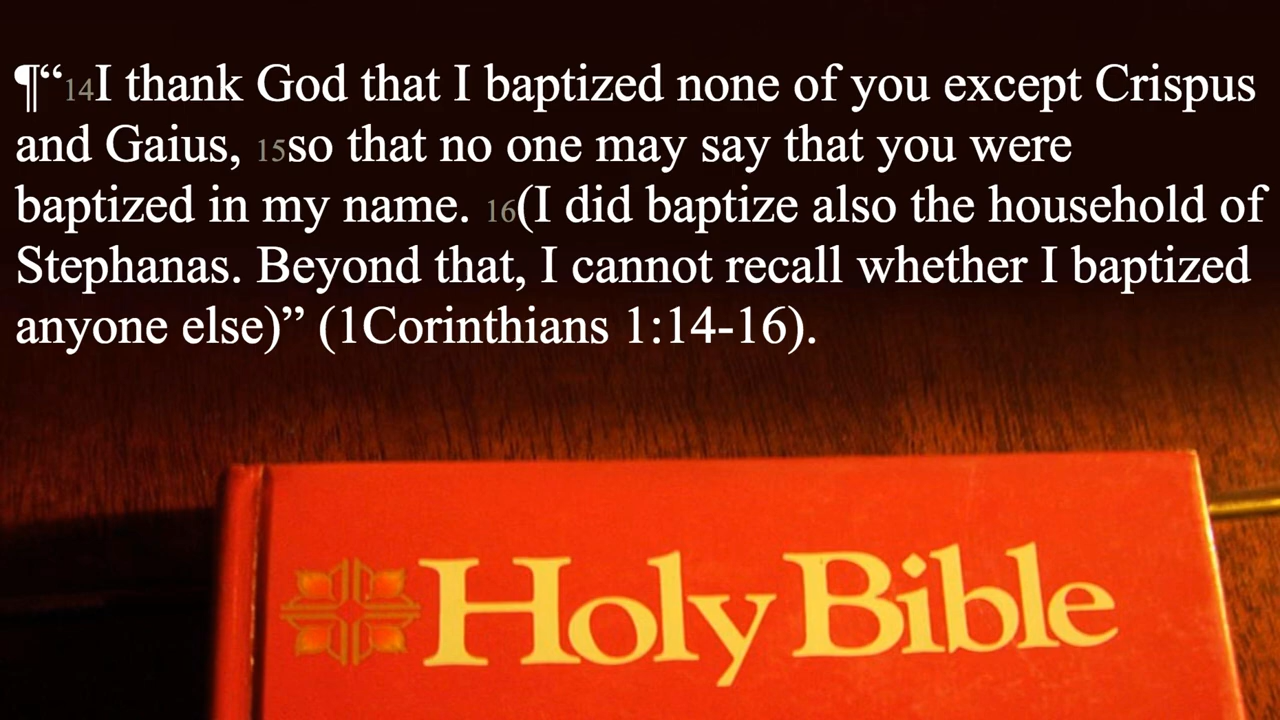 ¶“14I thank God that I baptized none of you except Crispus
and Gaius, 15so that no one may say that you were
baptized in my name. 16(I did baptize also the household of
Stephanas. Beyond that, I cannot recall whether I baptized
anyone else)” (1Corinthians 1:14-16).
Holy Bible